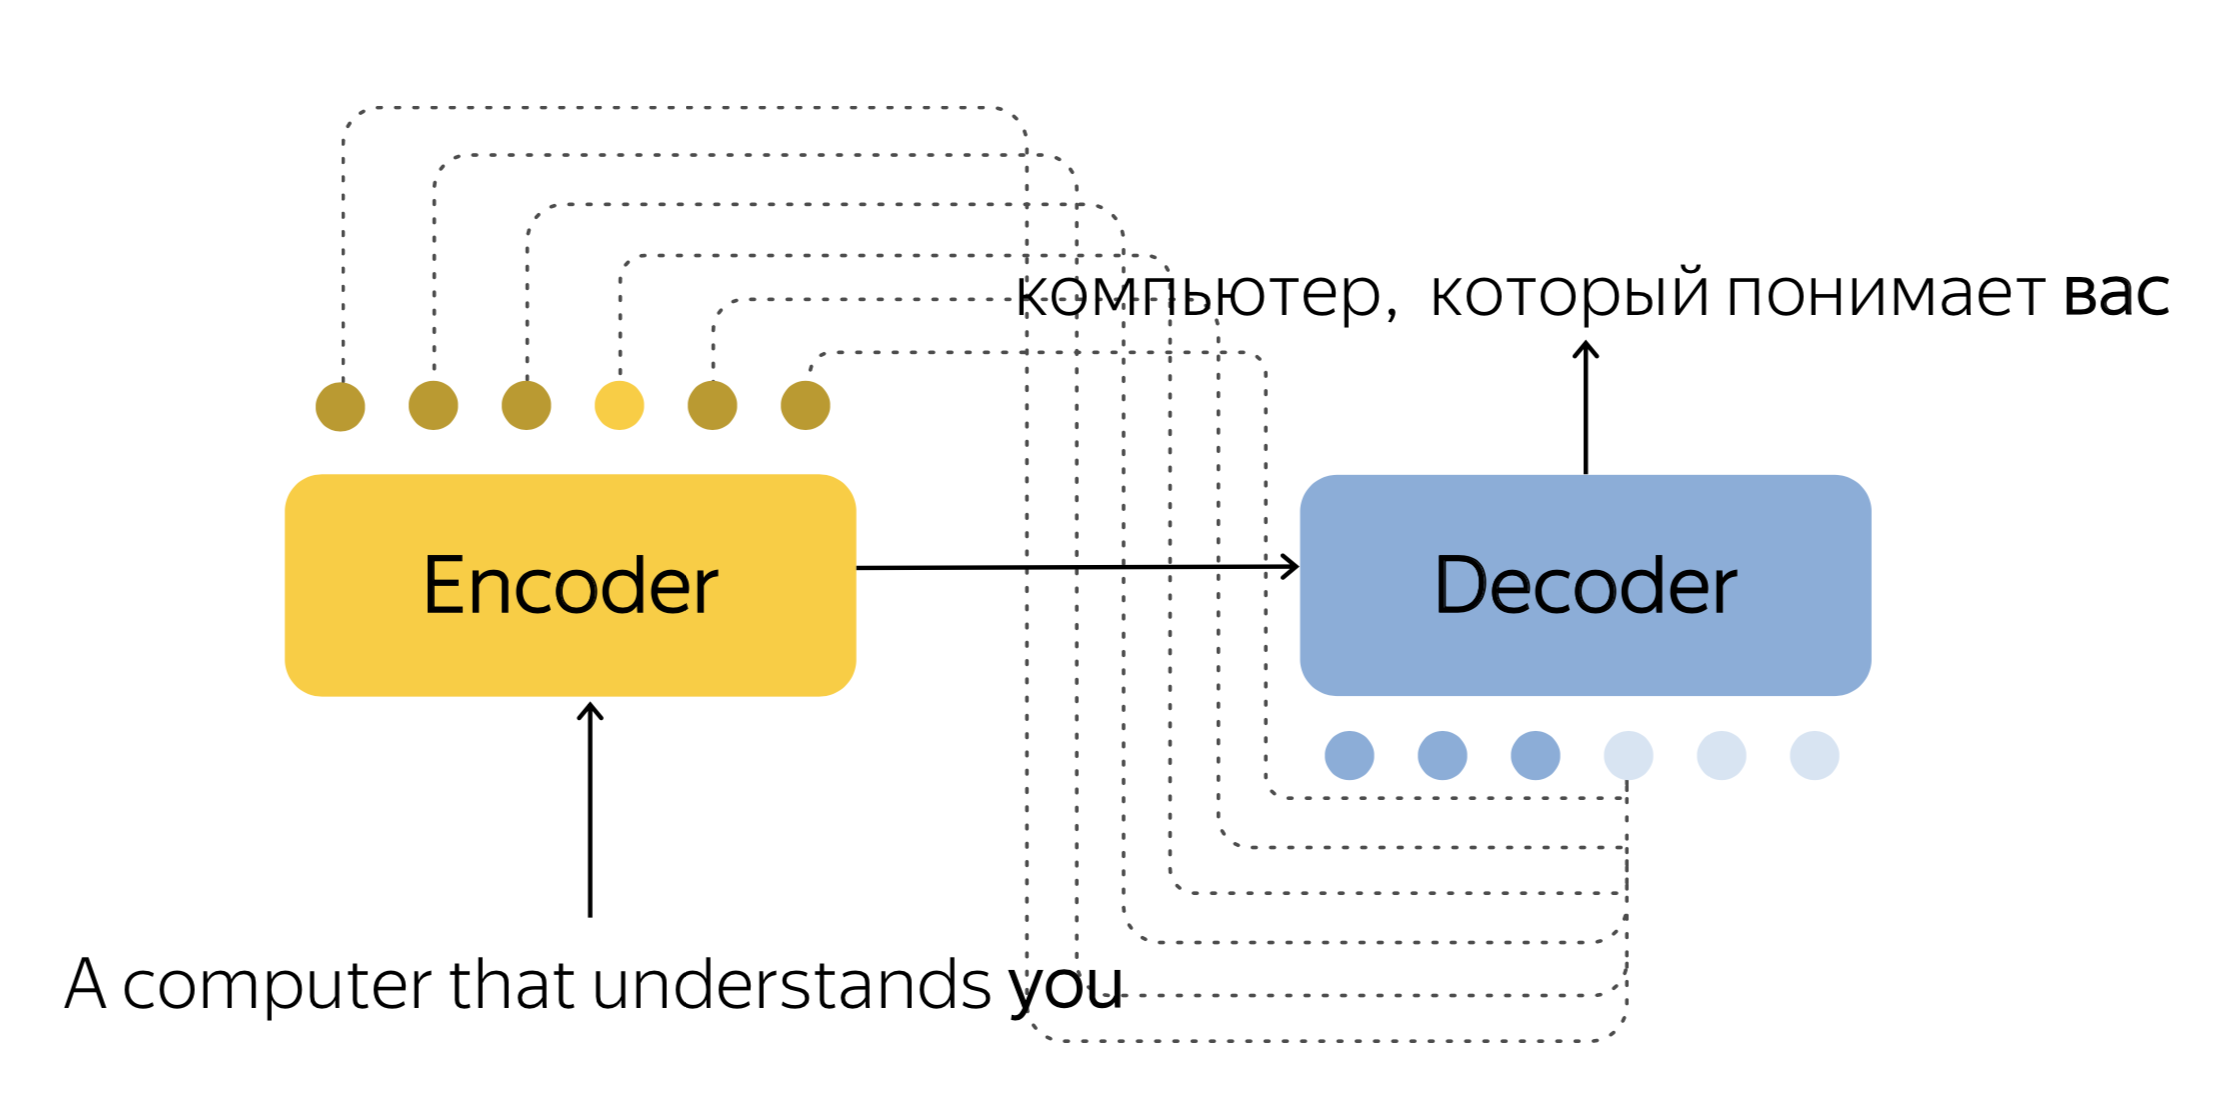 компьютер, который понимает вас
Encoder
Decoder
A computer that understands you